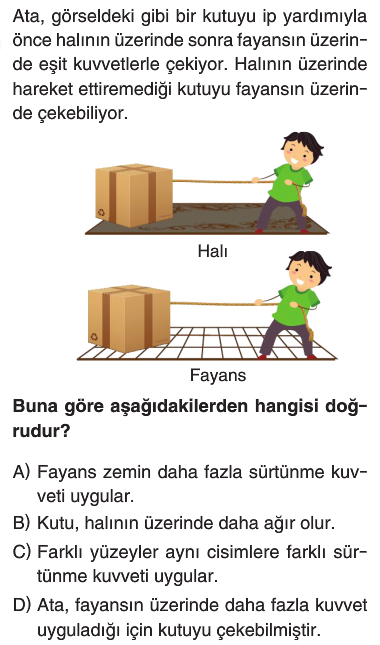 Ata, görseldeki gibi bir kutuyu ip yardımıyla
önce halının üzerinde sonra fayansın üzerin-
de eşit kuvvetlerle çekiyor. Halının üzerinde
hareket ettiremediği kutuyu fayansın üzerin-
de çekebiliyor.
Halı
Fayans
Buna göre aşağıdakilerden hangisi doğ-
rudur?
A) Fayans zemin daha fazla sürtünme kuv-
veti uygular.
B) Kutu, halının üzerinde daha ağır olur.
C) Farklı yüzeyler aynı cisimlere farklı sür-
tünme kuvveti uygular.
D) Ata, fayansın üzerinde daha fazla kuvvet
uyguladığı için kutuyu çekebilmiştir.